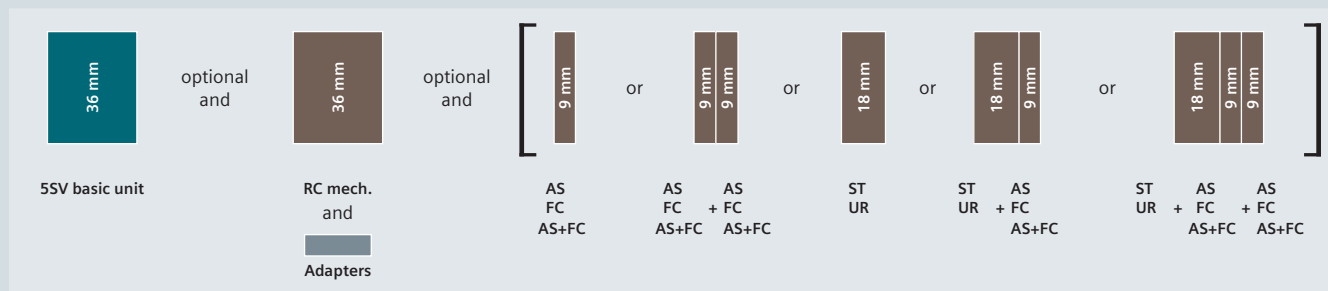 36 mm
optional
and
36 mm
optional
and
9 mm
or
9 mm
9 mm
or
18 mm
or
18 mm
9 mm
or
18 mm
9 mm
9 mm
5SV basic unit
RC mech.
and
Adapters
AS
FC
AS+FC
AS
FC
AS+FC
+
AS
FC
AS+FC
ST
UR
ST
UR
+
AS
FC
AS+FC
ST
UR
+
AS
FC
AS+FC
+
AS
FC
AS+FC